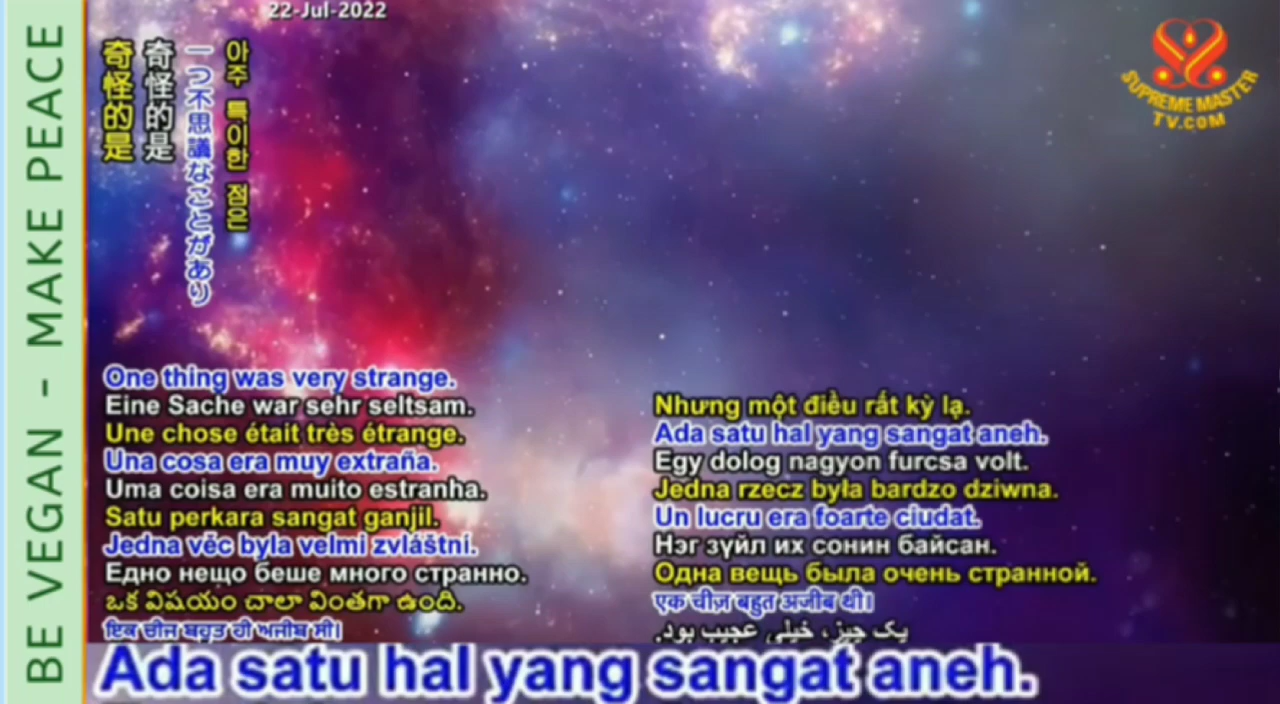 22-Jul-2022
BE VEGAN - MAKE PEACE
SUPREME MASTER
TV.COM
奇怪的是
奇怪的是
一つ不思議なことがあり
아주 특이한 점은
One thing was very strange.
Eine Sache war sehr seltsam.
Une chose était très étrange.
Una cosa era muy extraña.
Uma coisa era muito estranha.
Satu perkara sangat ganjil.
Jedna věc byla velmi zvláštní.
Едно нещо беше много странно.
ఒక విషయం చాలా వింతగా ఉంది.
ਇਕ ਚੀਜ਼ ਬਹੁਤ ਹੀ ਅਜੀਬ ਸੀ।
Nhưng một điều rất kỳ lạ.
Ada satu hal yang sangat aneh.
Egy dolog nagyon furcsa volt.
Jedna rzecz była bardzo dziwna.
Un lucru era foarte ciudat.
Нэг зүйл их сонин байсан.
Одна вещь была очень странной.
एक चीज़ बहुत अजीब थी।
یک چیز، خیلی عجیب بود.
Ada satu hal yang sangat aneh.